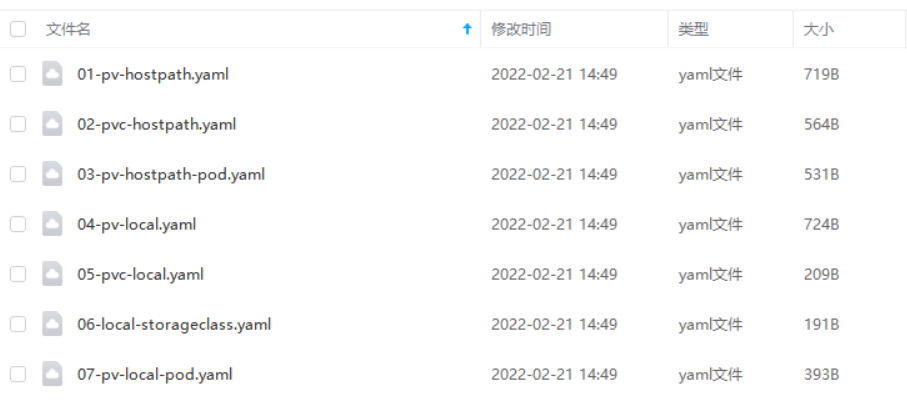 文件名 修改时间 类型 大小
01-pv-hostpath.yaml 2022-02-21 14:49 yaml文件 719B
02-pvc-hostpath.yaml 2022-02-21 14:49 yaml文件 564B
03-pv-hostpath-pod.yaml 2022-02-21 14:49 yaml文件 531B
04-pv-local.yaml 2022-02-21 14:49 yaml文件 724B
05-pvc-local.yaml 2022-02-21 14:49 yaml文件 209B
06-local-storageclass.yaml 2022-02-21 14:49 yaml文件 191B
07-pv-local-pod.yaml 2022-02-21 14:49 yaml文件 393B